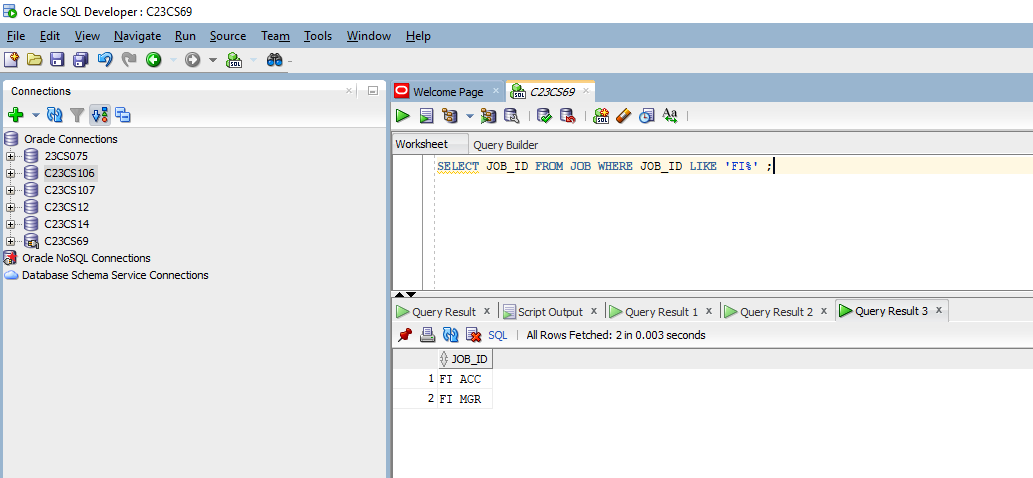 Oracle SQL Developer : C23CS69
File Edit View Navigate Run Source Team Tools Window Help
SQL
Connections
Welcome Page
C23CS69
Worksheet
Query Builder
Oracle Connections
23CS075
C23CS106
C23CS107
C23CS12
C23CS14
C23CS69
Oracle NoSQL Connections
Database Schema Service Connections
SELECT JOB_ID FROM JOB WHERE JOB_ID LIKE 'FI%' ;
Query Result Script Output Query Result 1 Query Result 2 Query Result 3
SQL All Rows Fetched: 2 in 0.003 seconds
JOB_ID
1 FI ACC
2 FI MGR